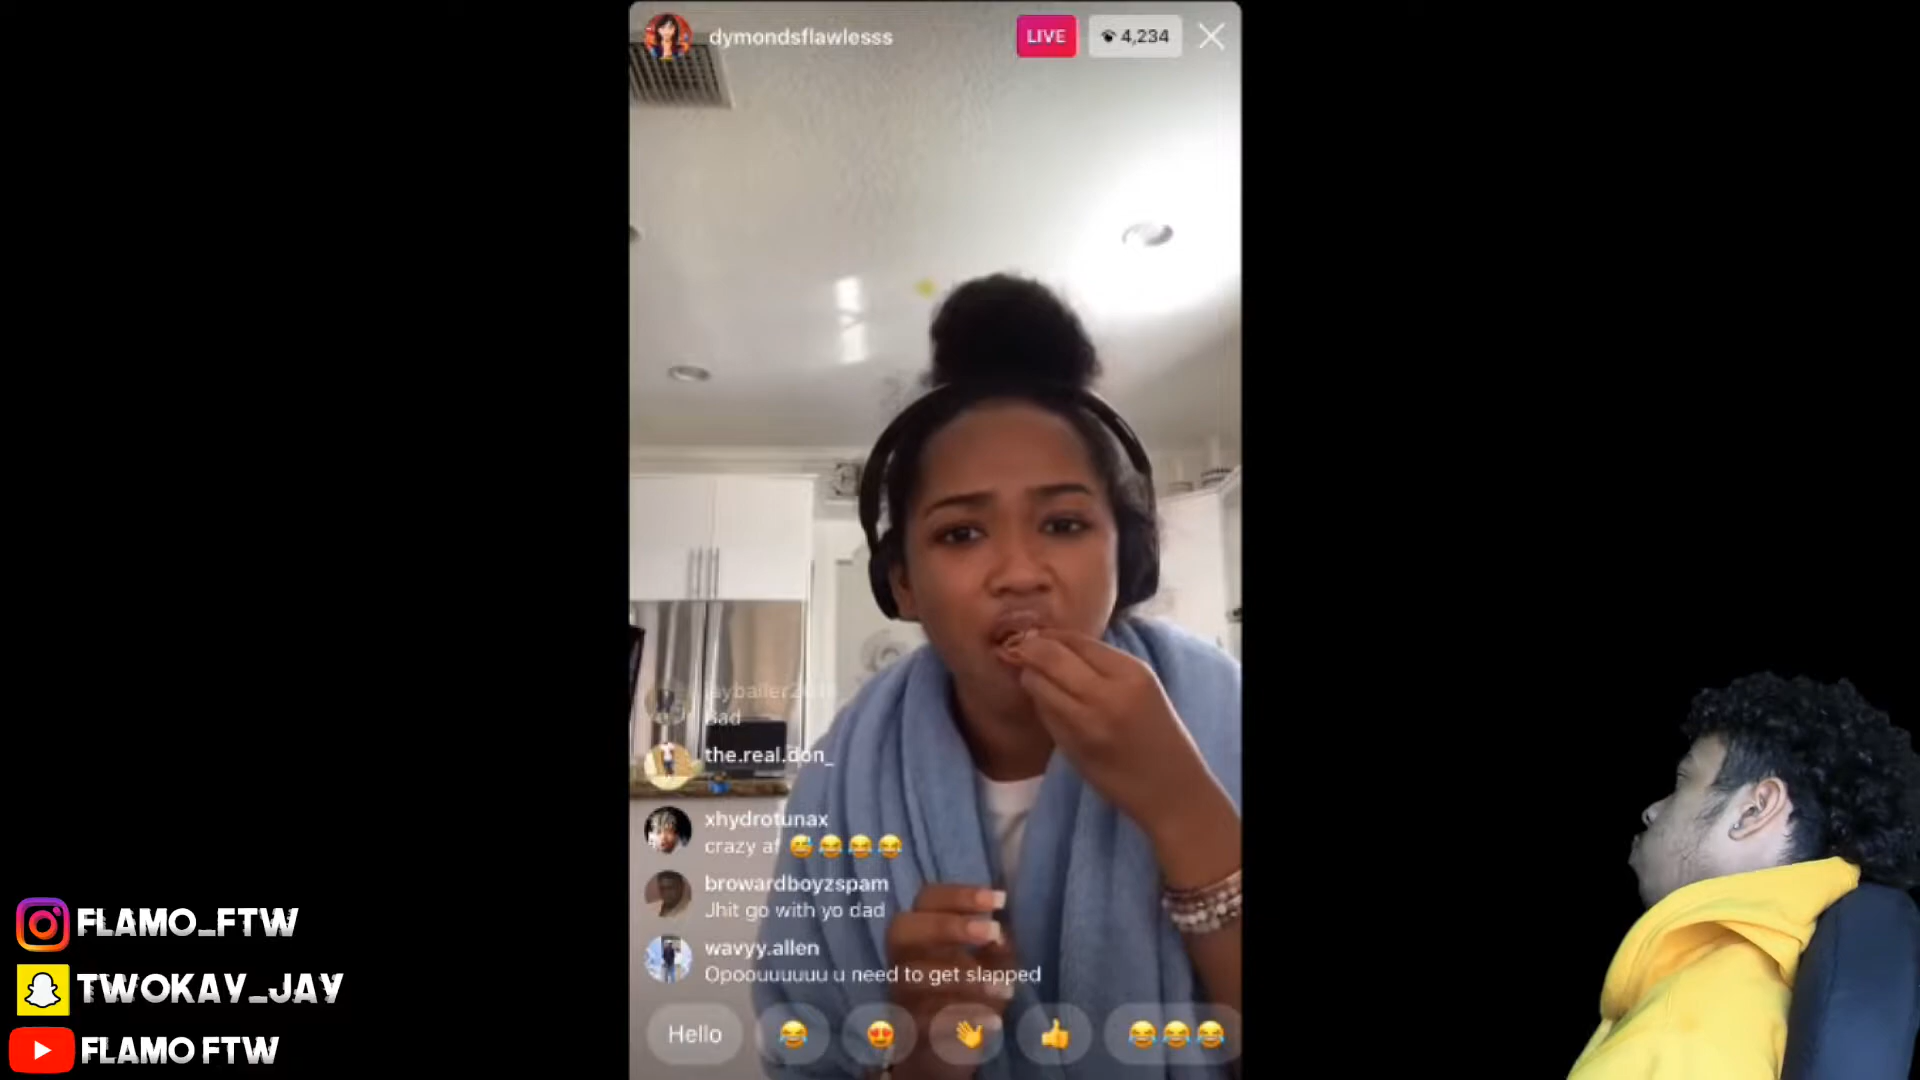 dymondsflawlesss
LIVE
4,234
the.real.don_
xhydrotunax
crazy af 😅😂😂😂
browardboyzspam
Jhit go with yo dad
wavyy.allen
Opoouuuuuu u need to get slapped
Hello
FLAMO_FTW
TWOKAY_JAY
FLAMO FTW